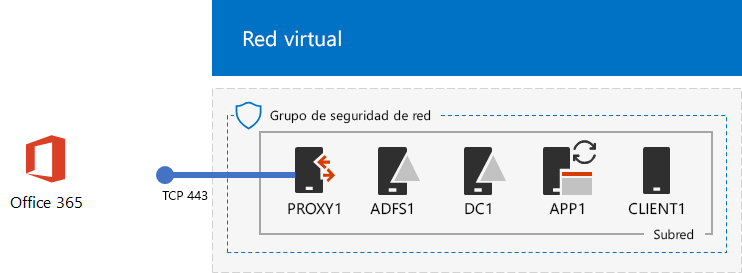 Red virtual
Grupo de seguridad de red
Office 365
TCP 443
PROXY1
ADFS1
DC1
APP1
CLIENT1
Subred